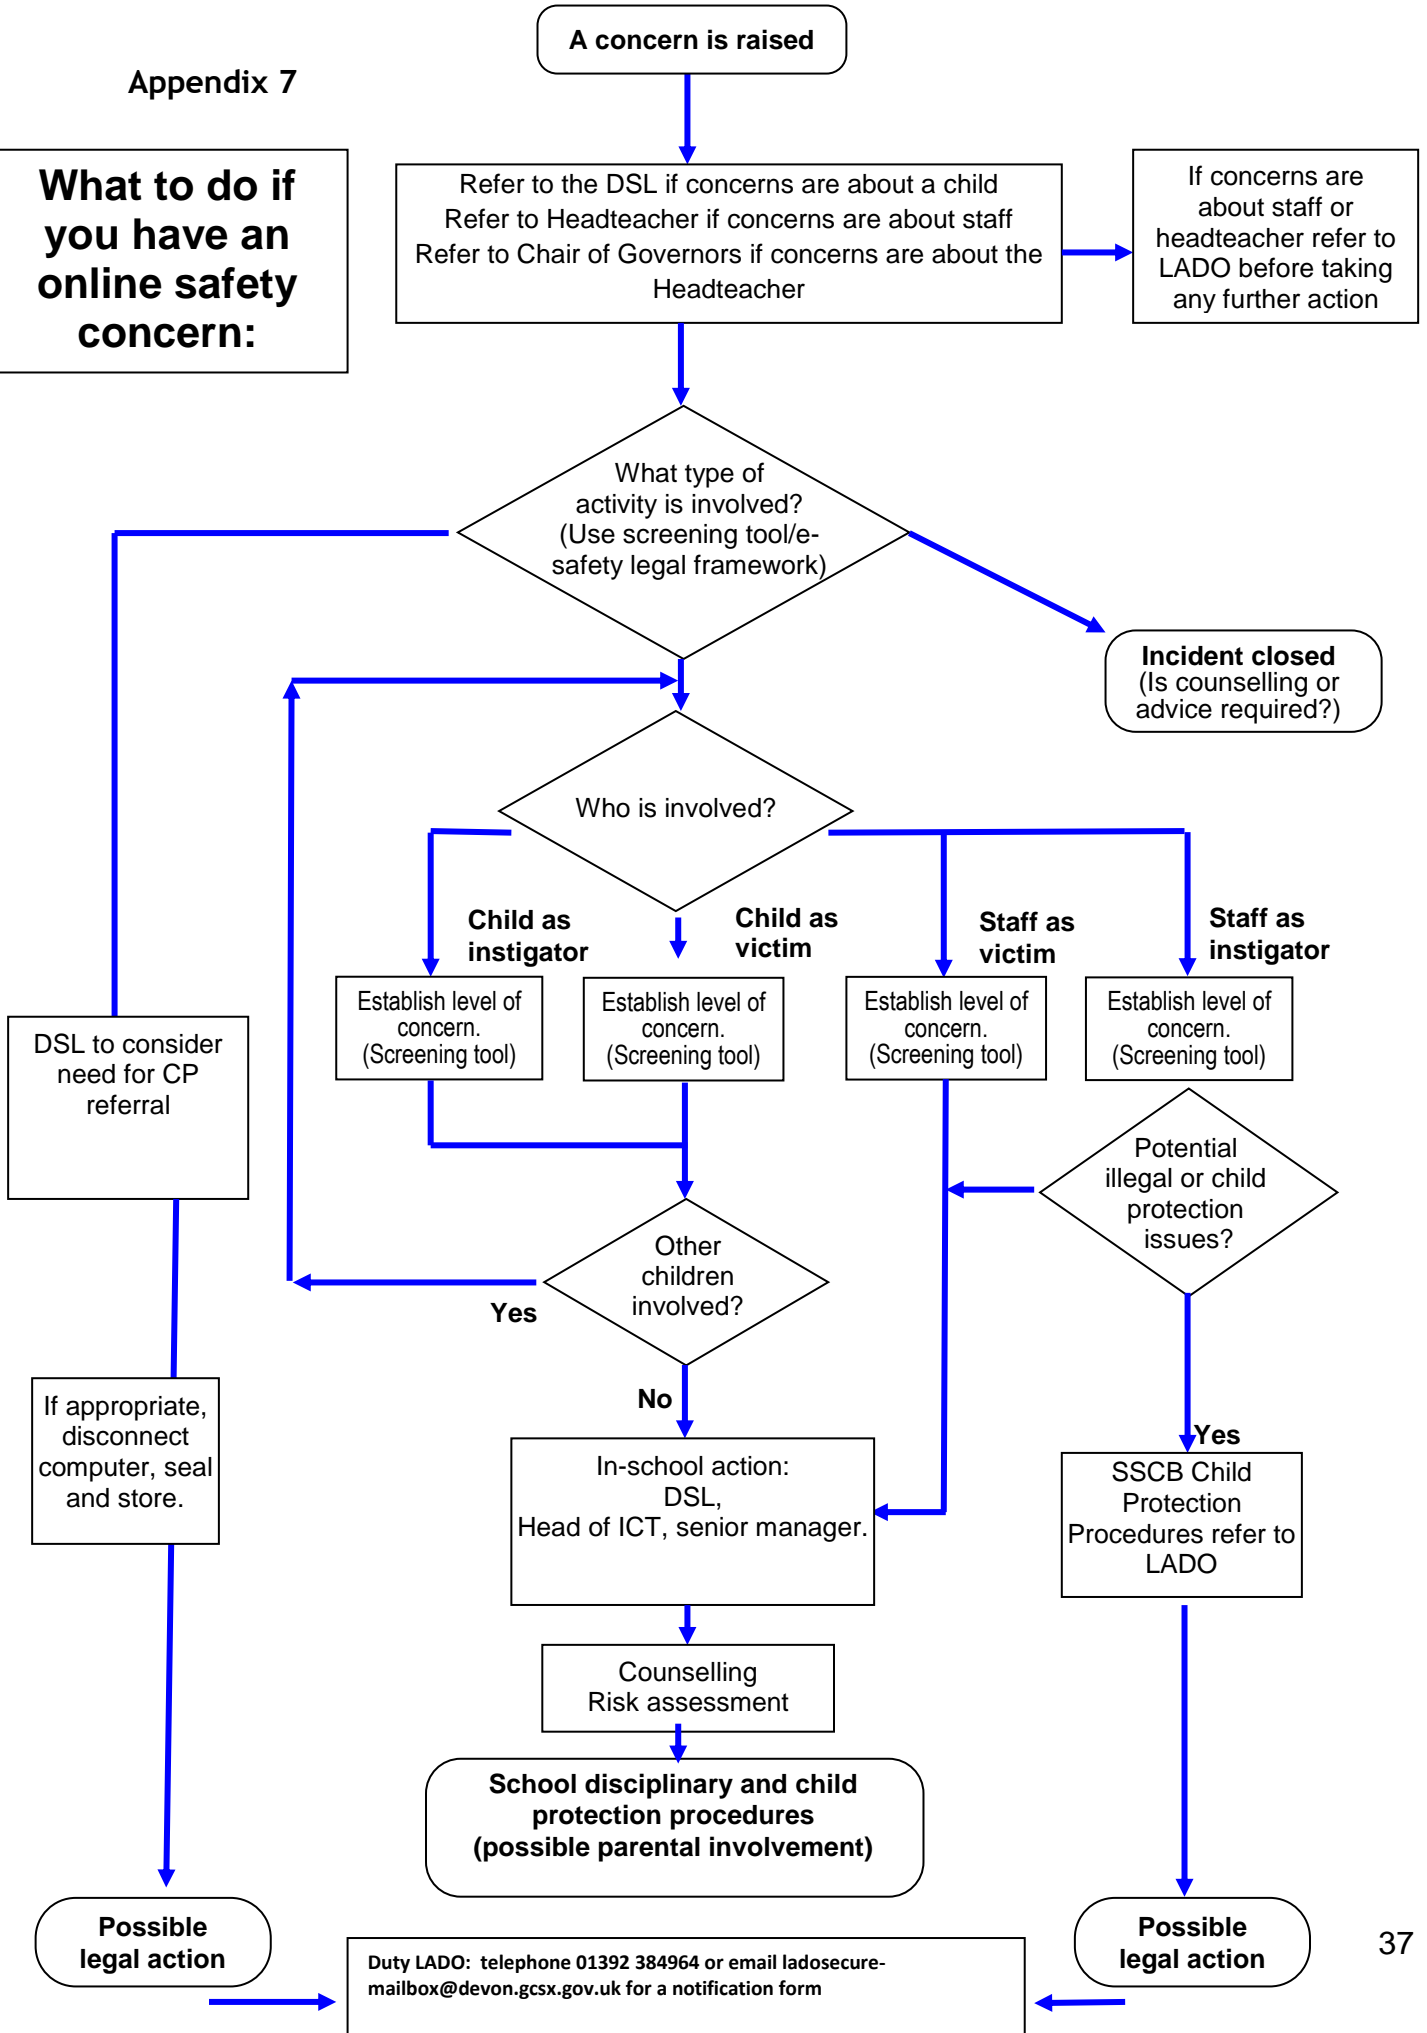 A concern is raised
Appendix 7
What to do if
you have an
online safety
concern:
Refer to the DSL if concerns are about a child
Refer to Headteacher if concerns are about staff
Refer to Chair of Governors if concerns are about the
Headteacher
If concerns are
about staff or
headteacher refer to
LADO before taking
any further action
What type of
activity is involved?
(Use screening tool/e-
safety legal framework)
Incident closed
(Is counselling or
advice required?)
Who is involved?
Child as
instigator
Child as
victim
Staff as
victim
Staff as
instigator
Establish level of
concern.
(Screening tool)
Establish level of
concern.
(Screening tool)
Establish level of
concern.
(Screening tool)
Establish level of
concern.
(Screening tool)
DSL to consider
need for CP
referral
Potential
illegal or child
protection
issues?
Other
children
involved?
Yes
No
If appropriate,
disconnect
computer, seal
and store.
In-school action:
DSL,
Head of ICT, senior manager.
Yes
SSCB Child
Protection
Procedures refer to
LADO
Counselling
Risk assessment
School disciplinary and child
protection procedures
(possible parental involvement)
Possible
legal action
Possible
legal action
37
Duty LADO:  telephone 01392 384964 or email ladosecure-
mailbox@devon.gcsx.gov.uk for a notification form